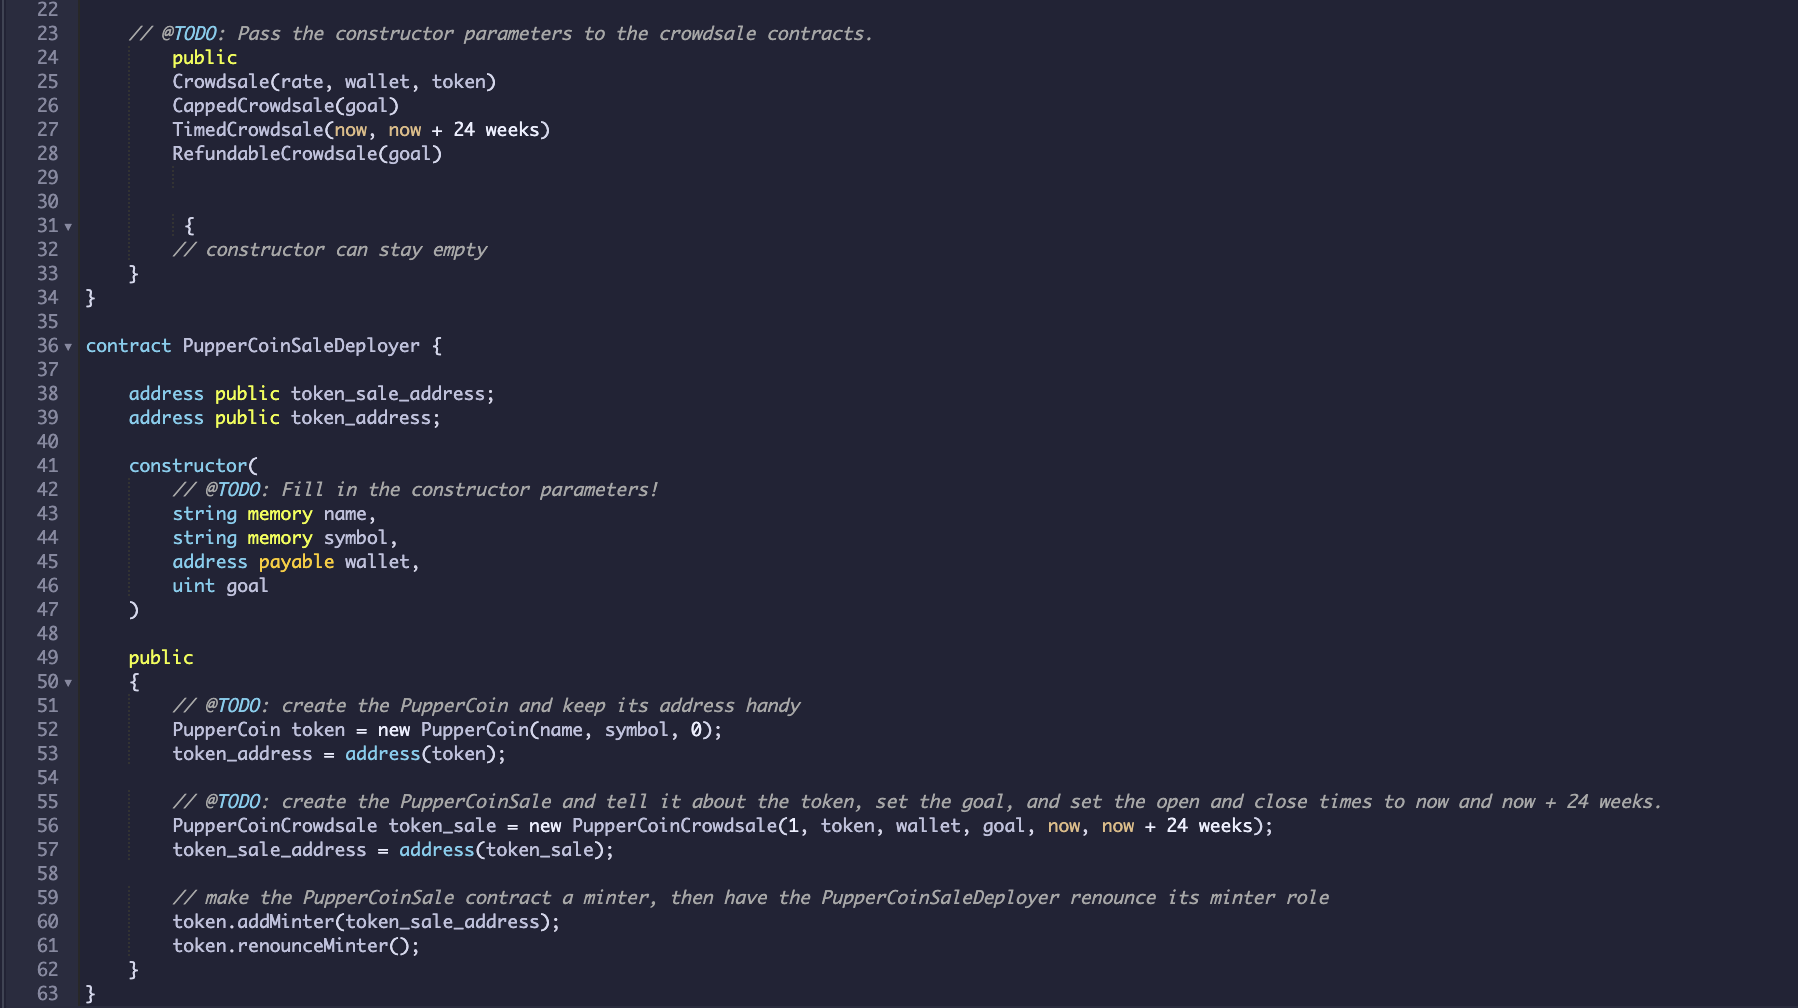 22
23 // @TODO: Pass the constructor parameters to the crowdsale contracts.
24 public
25 Crowdsale(rate, wallet, token)
26 CappedCrowdsale(goal)
27 TimedCrowdsale(now, now + 24 weeks)
28 RefundableCrowdsale(goal)
29
30
31 {
32 // constructor can stay empty
33 }
34 }
35
36 contract PupperCoinSaleDeployer {
37
38 address public token_sale_address;
39 address public token_address;
40
41 constructor(
42 // @TODO: Fill in the constructor parameters!
43 string memory name,
44 string memory symbol,
45 address payable wallet,
46 uint goal
47 )
48
49 public
50 {
51 // @TODO: create the PupperCoin and keep its address handy
52 PupperCoin token = new PupperCoin(name, symbol, 0);
53 token_address = address(token);
54
55 // @TODO: create the PupperCoinSale and tell it about the token, set the goal, and set the open and close times to now and now + 24 weeks.
56 PupperCoinCrowdsale token_sale = new PupperCoinCrowdsale(1, token, wallet, goal, now, now + 24 weeks);
57 token_sale_address = address(token_sale);
58
59 // make the PupperCoinSale contract a minter, then have the PupperCoinSaleDeployer renounce its minter role
60 token.addMinter(token_sale_address);
61 token.renounceMinter();
62 }
63 }